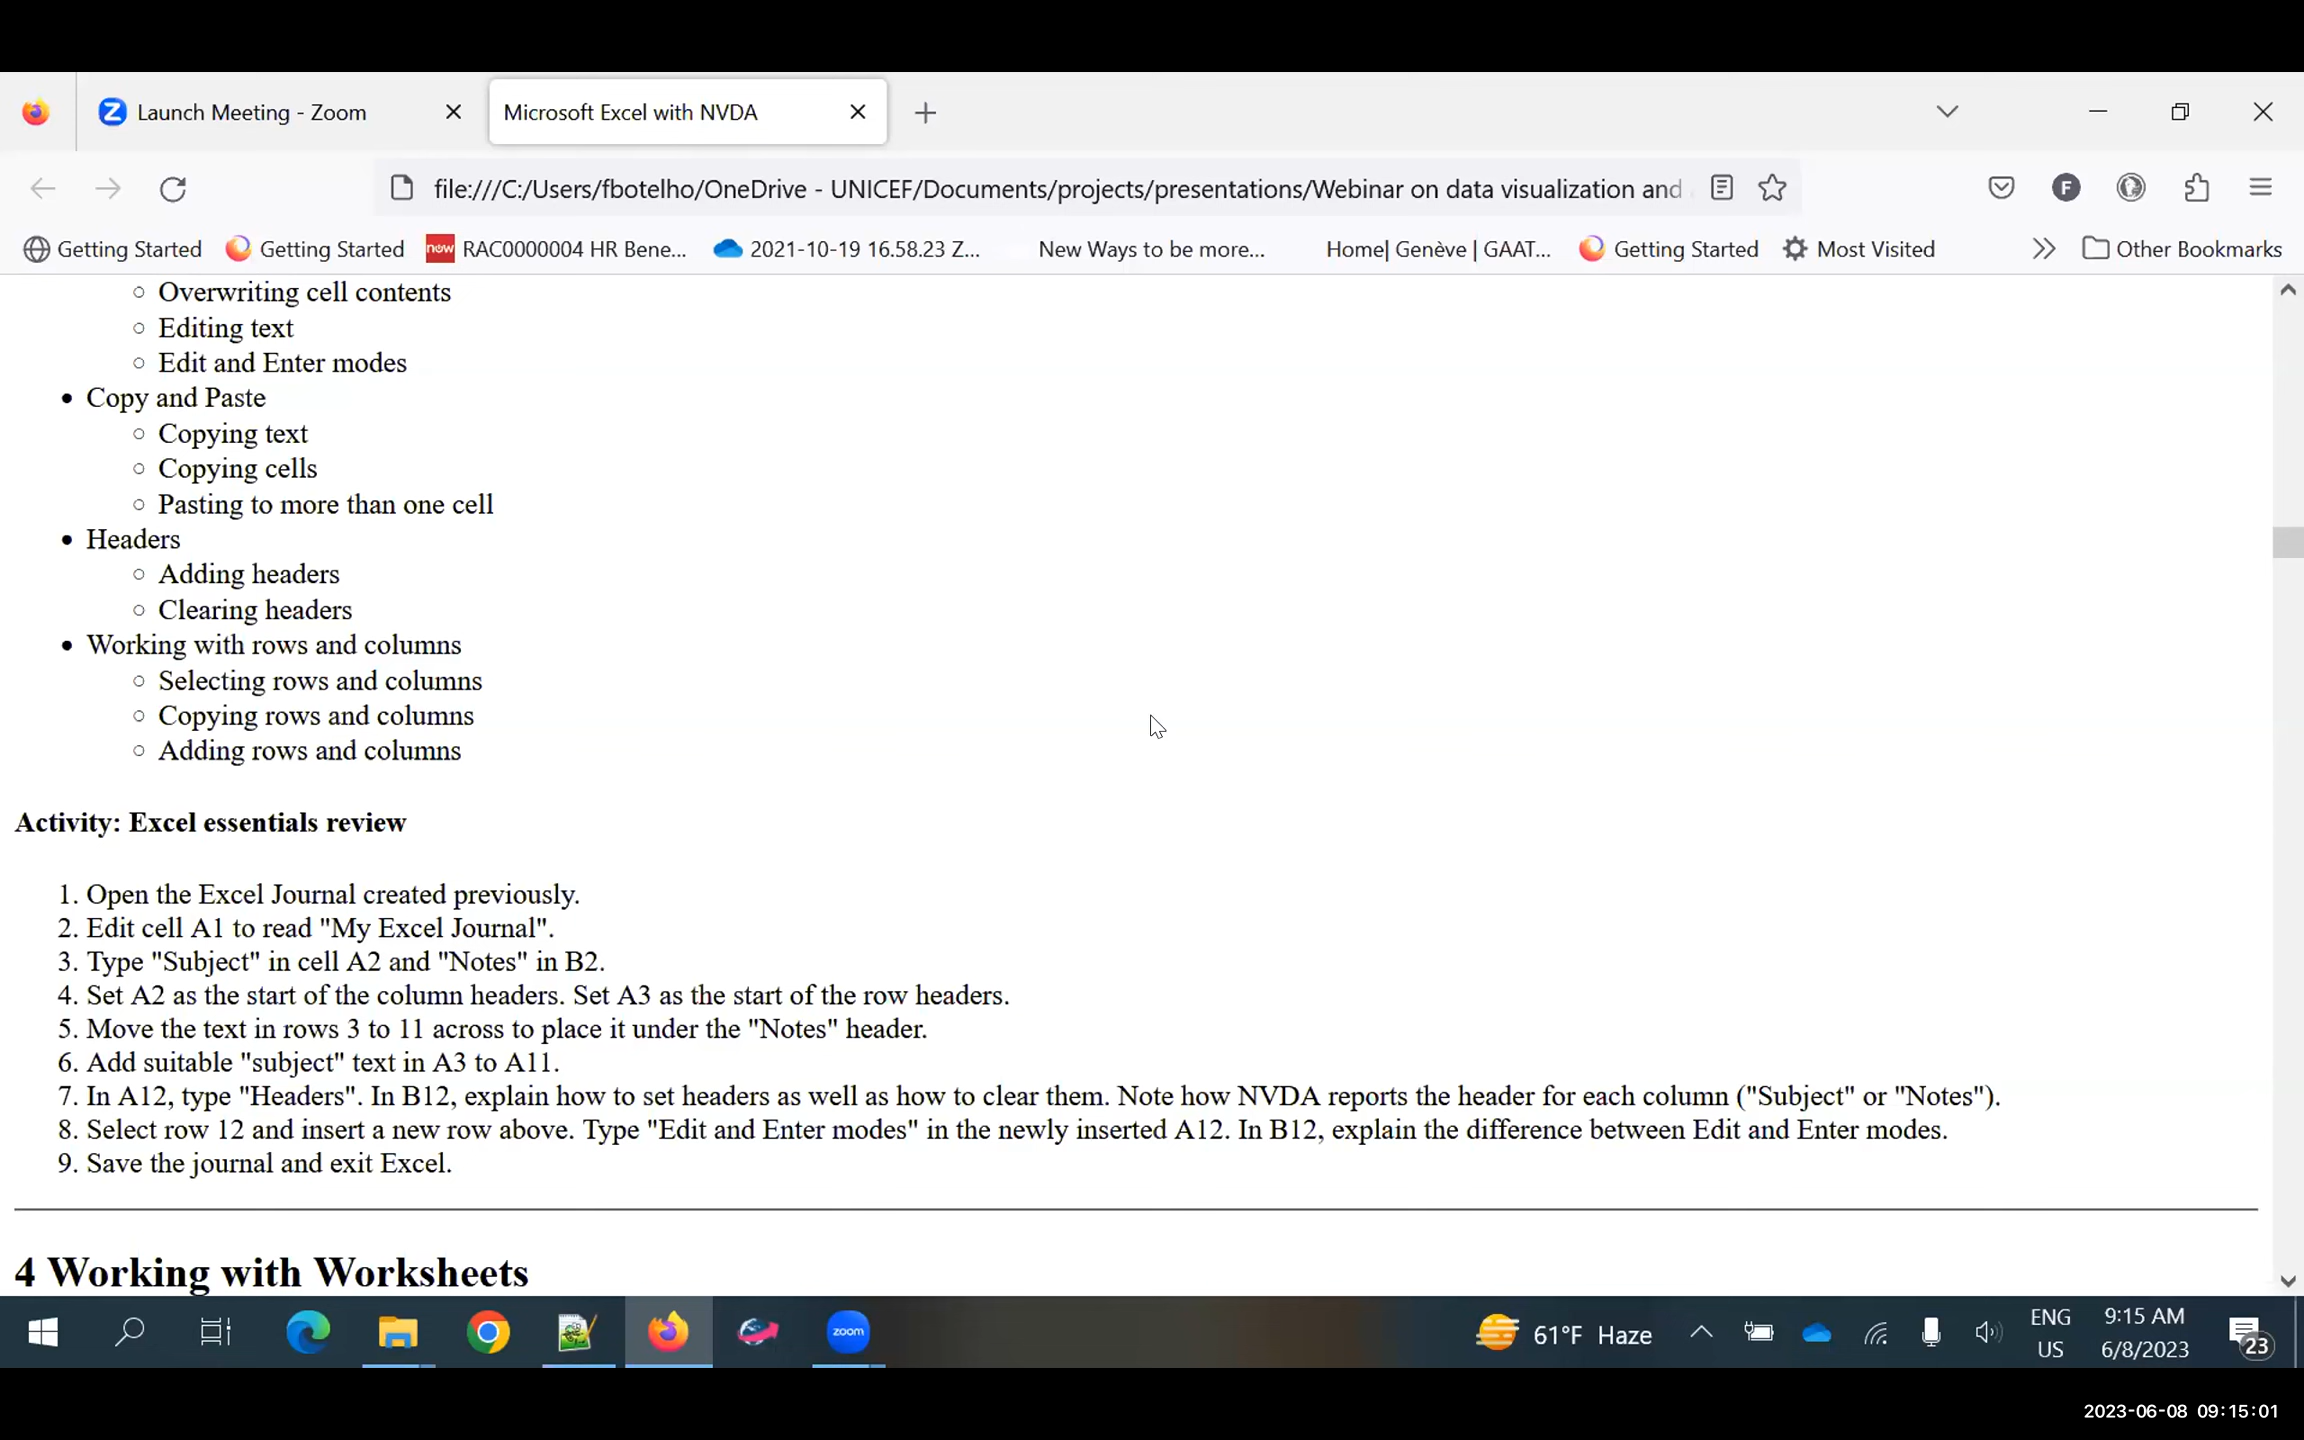 Launch Meeting - Zoom
Microsoft Excel with NVDA
file:///C:/Users/fbotelho/OneDrive - UNICEF/Documents/projects/presentations/Webinar on data visualization and
F
Getting Started
Getting Started
now
RAC0000004 HR Bene...
2021-10-19 16.58.23 Z...
New Ways to be more...
Home| Genève | GAAT...
Getting Started
Most Visited
Other Bookmarks
Overwriting cell contents
Editing text
Edit and Enter modes
Copy and Paste
Copying text
Copying cells
Pasting to more than one cell
Headers
Adding headers
Clearing headers
Working with rows and columns
Selecting rows and columns
Copying rows and columns
Adding rows and columns
Activity: Excel essentials review
1. Open the Excel Journal created previously.
2. Edit cell A1 to read "My Excel Journal".
3. Type "Subject" in cell A2 and "Notes" in B2.
4. Set A2 as the start of the column headers. Set A3 as the start of the row headers.
5. Move the text in rows 3 to 11 across to place it under the "Notes" header.
6. Add suitable "subject" text in A3 to A11.
7. In A12, type "Headers". In B12, explain how to set headers as well as how to clear them. Note how NVDA reports the header for each column ("Subject" or "Notes").
8. Select row 12 and insert a new row above. Type "Edit and Enter modes" in the newly inserted A12. In B12, explain the difference between Edit and Enter modes.
9. Save the journal and exit Excel.
4 Working with Worksheets
zoom
61°F Haze
ENG
US
9:15 AM
6/8/2023
23
2023-06-08 09:15:01